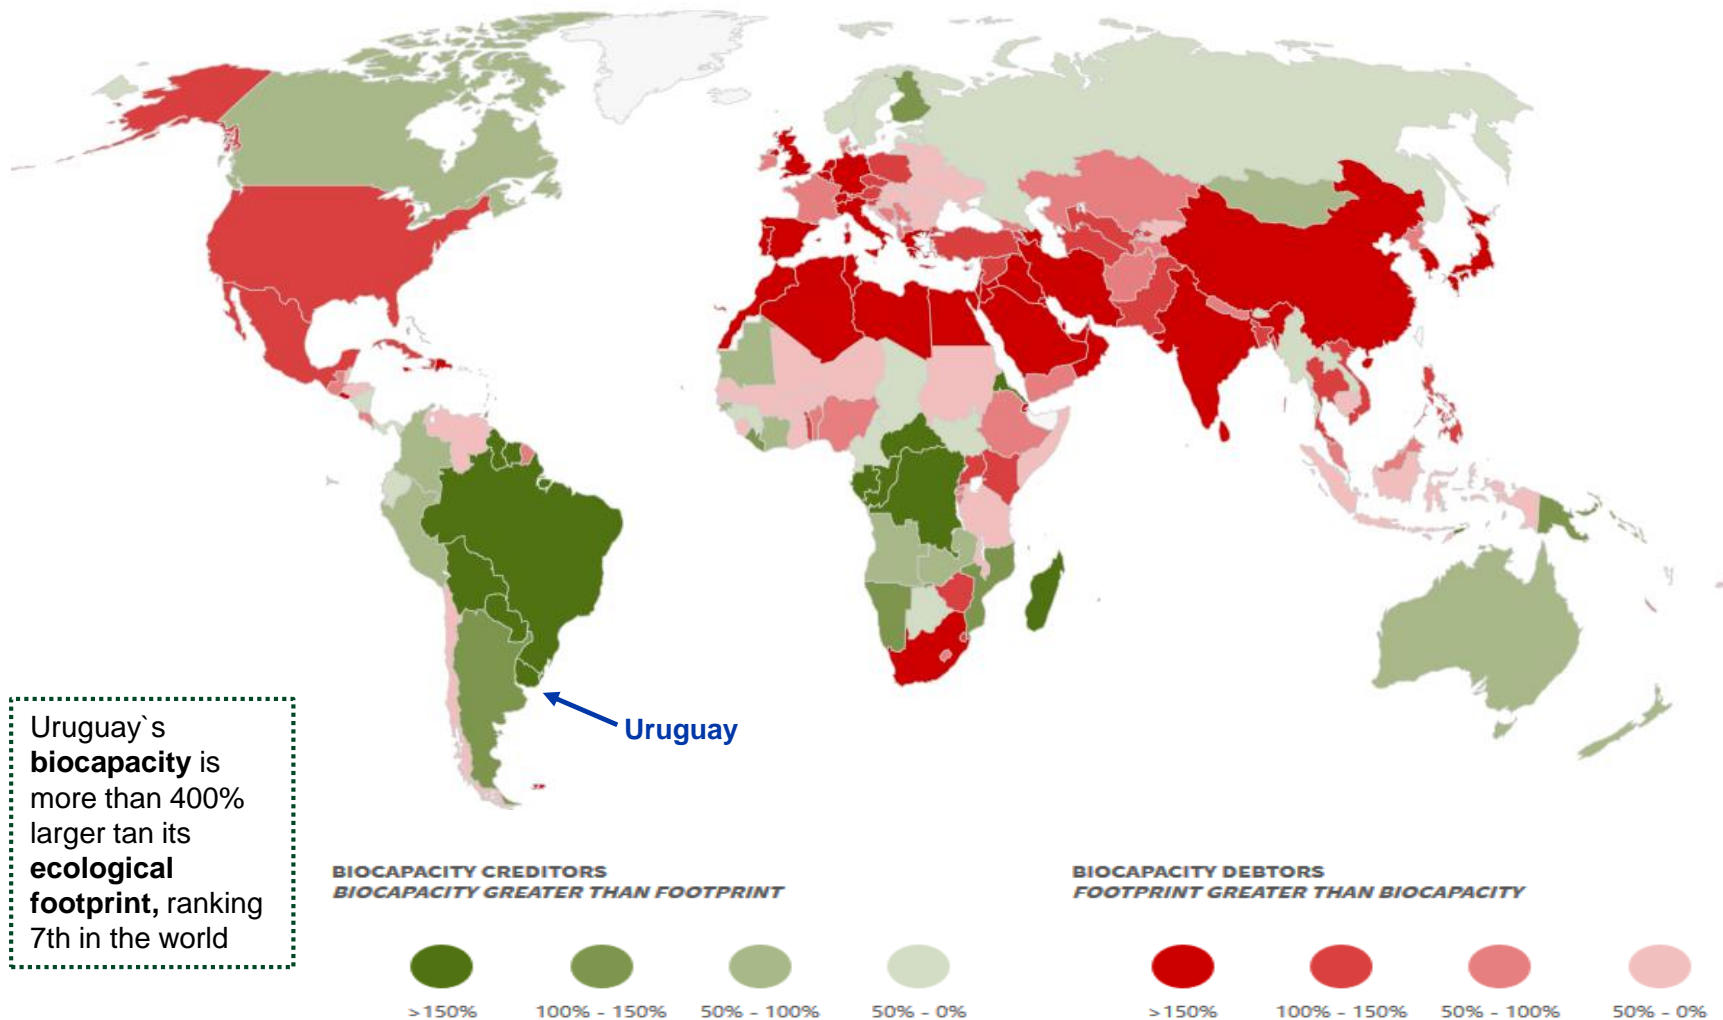 Uruguay
Uruguay`s
biocapacity is
more than 400%
larger tan its
ecological
footprint, ranking
7th in the world
BIOCAPACITY CREDITORS
BIOCAPACITY GREATER THAN FOOTPRINT
>150%
100% - 150%
50% - 100%
50% - 0%
BIOCAPACITY DEBTORS
FOOTPRINT GREATER THAN BIOCAPACITY
>150%
100% - 150%
50% - 100%
50% - 0%